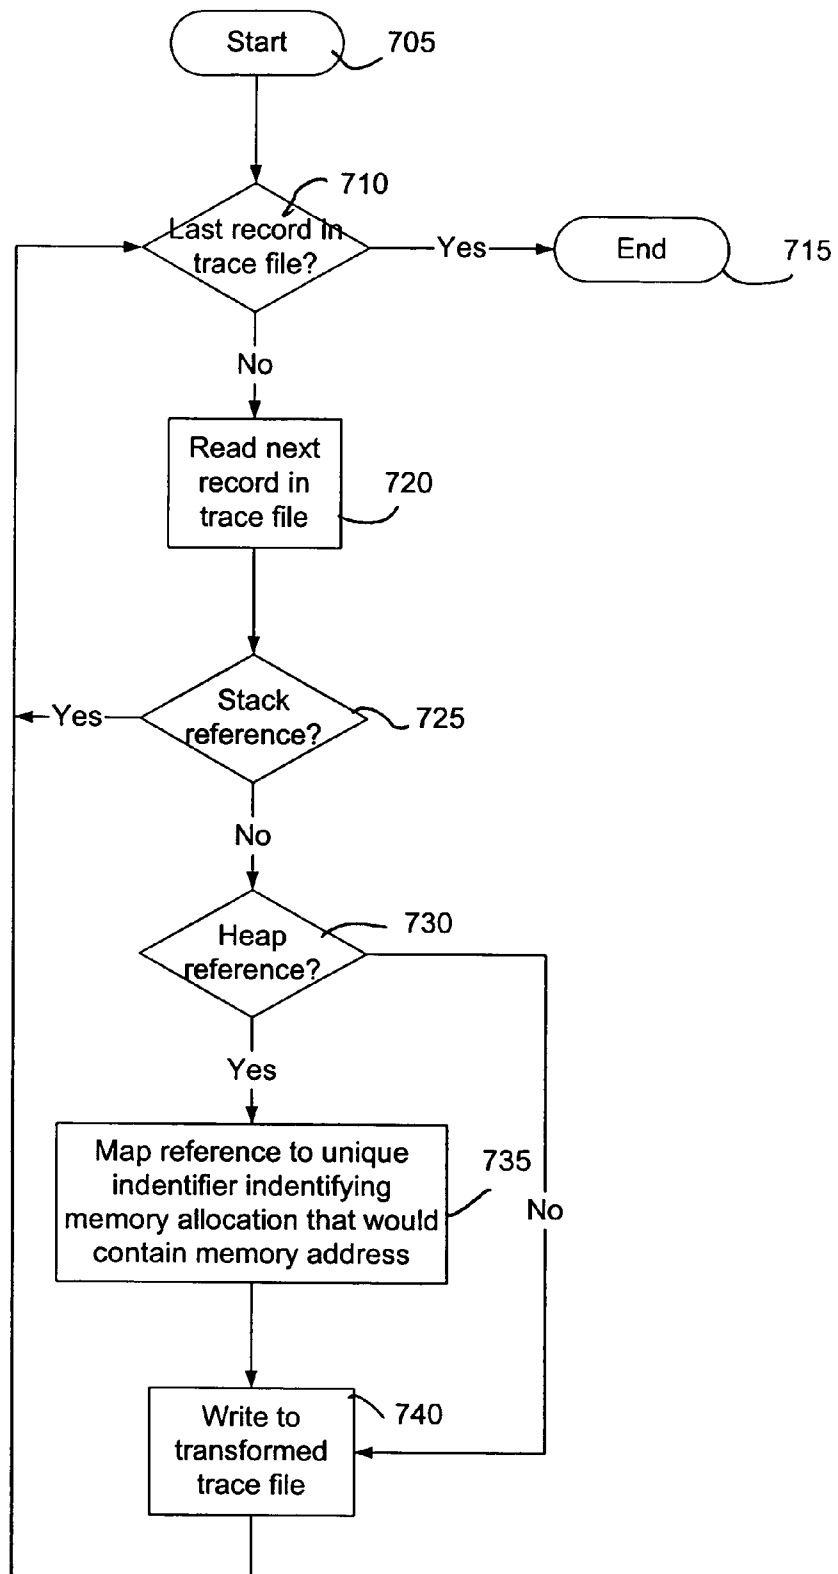 Start
705
710
Last record in
trace file?
Yes
End
715
No
Read next
record in
trace file
720
Stack
reference?
725
Yes
No
Heap
reference?
730
Yes
No
Map reference to unique
indentifier indentifying
memory allocation that would
contain memory address
735
Write to
transformed
trace file
740